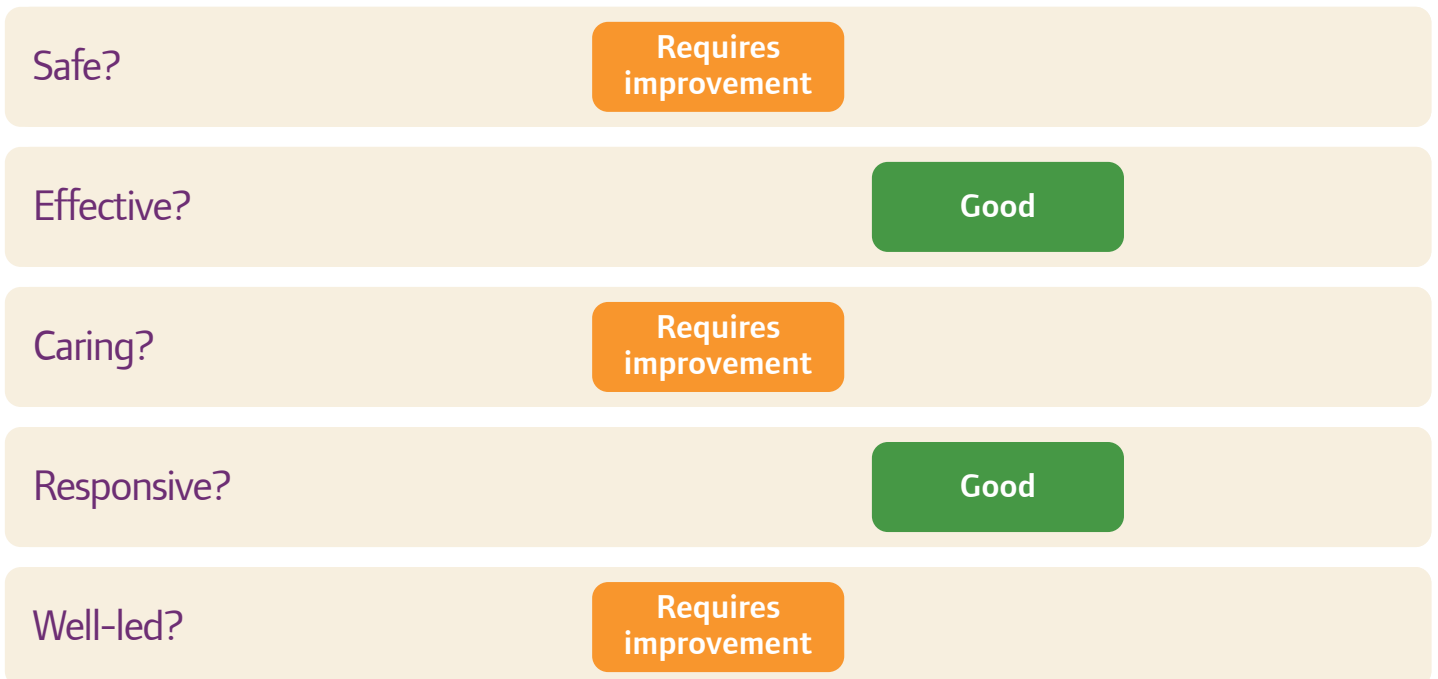 Safe?
Requires
improvement
Effective?
Good
Caring?
Requires
improvement
Responsive?
Good
Well-led?
Requires
improvement